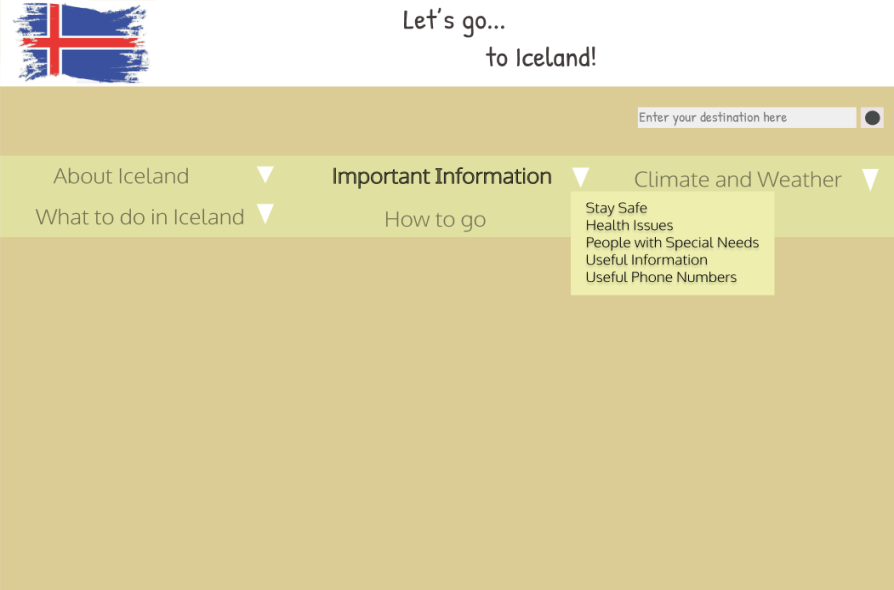 Let's go...
to Iceland!
Enter your destination here
About Iceland
Important Information
Climate and Weather
What to do in Iceland
How to go
Stay Safe
Health Issues
People with Special Needs
Useful Information
Useful Phone Numbers